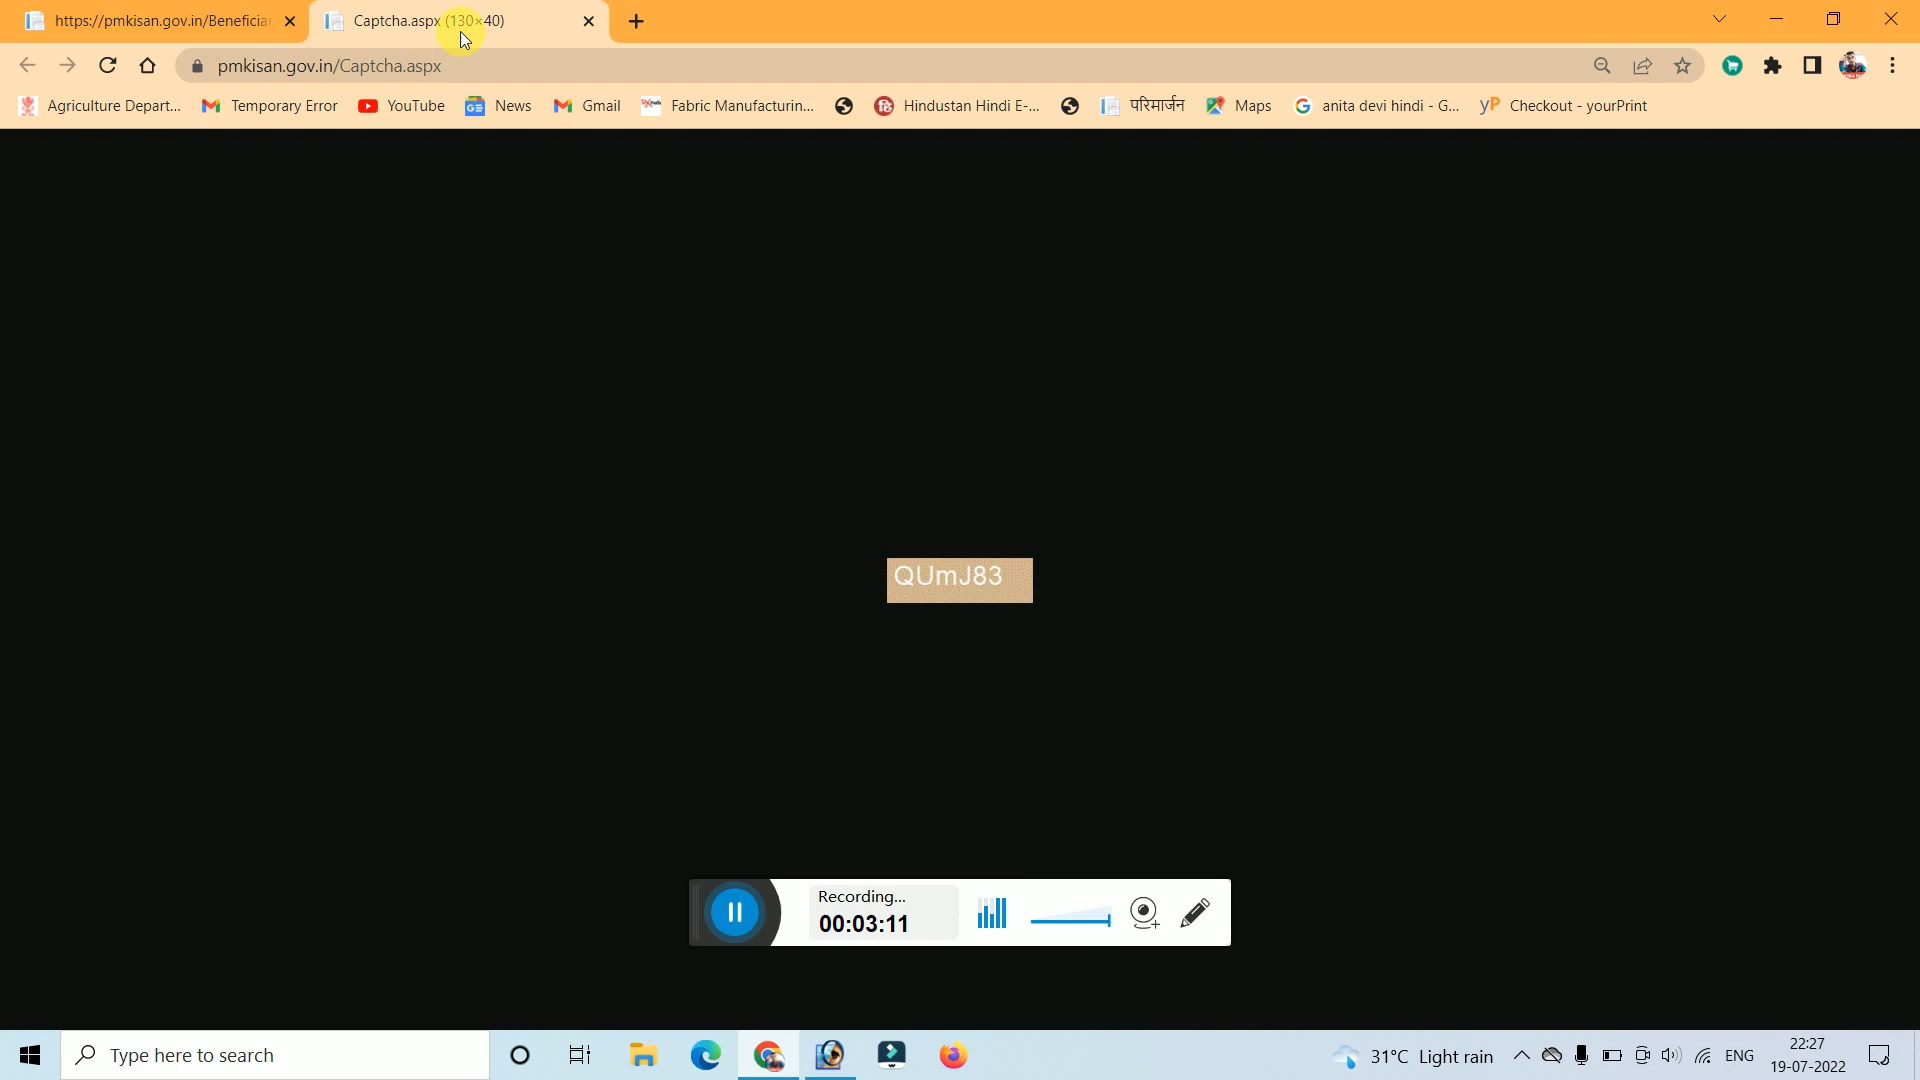 https://pmkisan.gov.in/Beneficiar
Captcha.aspx (130×40)
pmkisan.gov.in/Captcha.aspx
Agriculture Depart...
Temporary Error
YouTube
News
Gmail
Fabric Manufacturin...
Hindustan Hindi E-...
परिमार्जन
Maps
anita devi hindi - G...
Checkout - yourPrint
QUmJ83
Recording...
00:03:11
Type here to search
31°C Light rain
ENG
22:27
19-07-2022